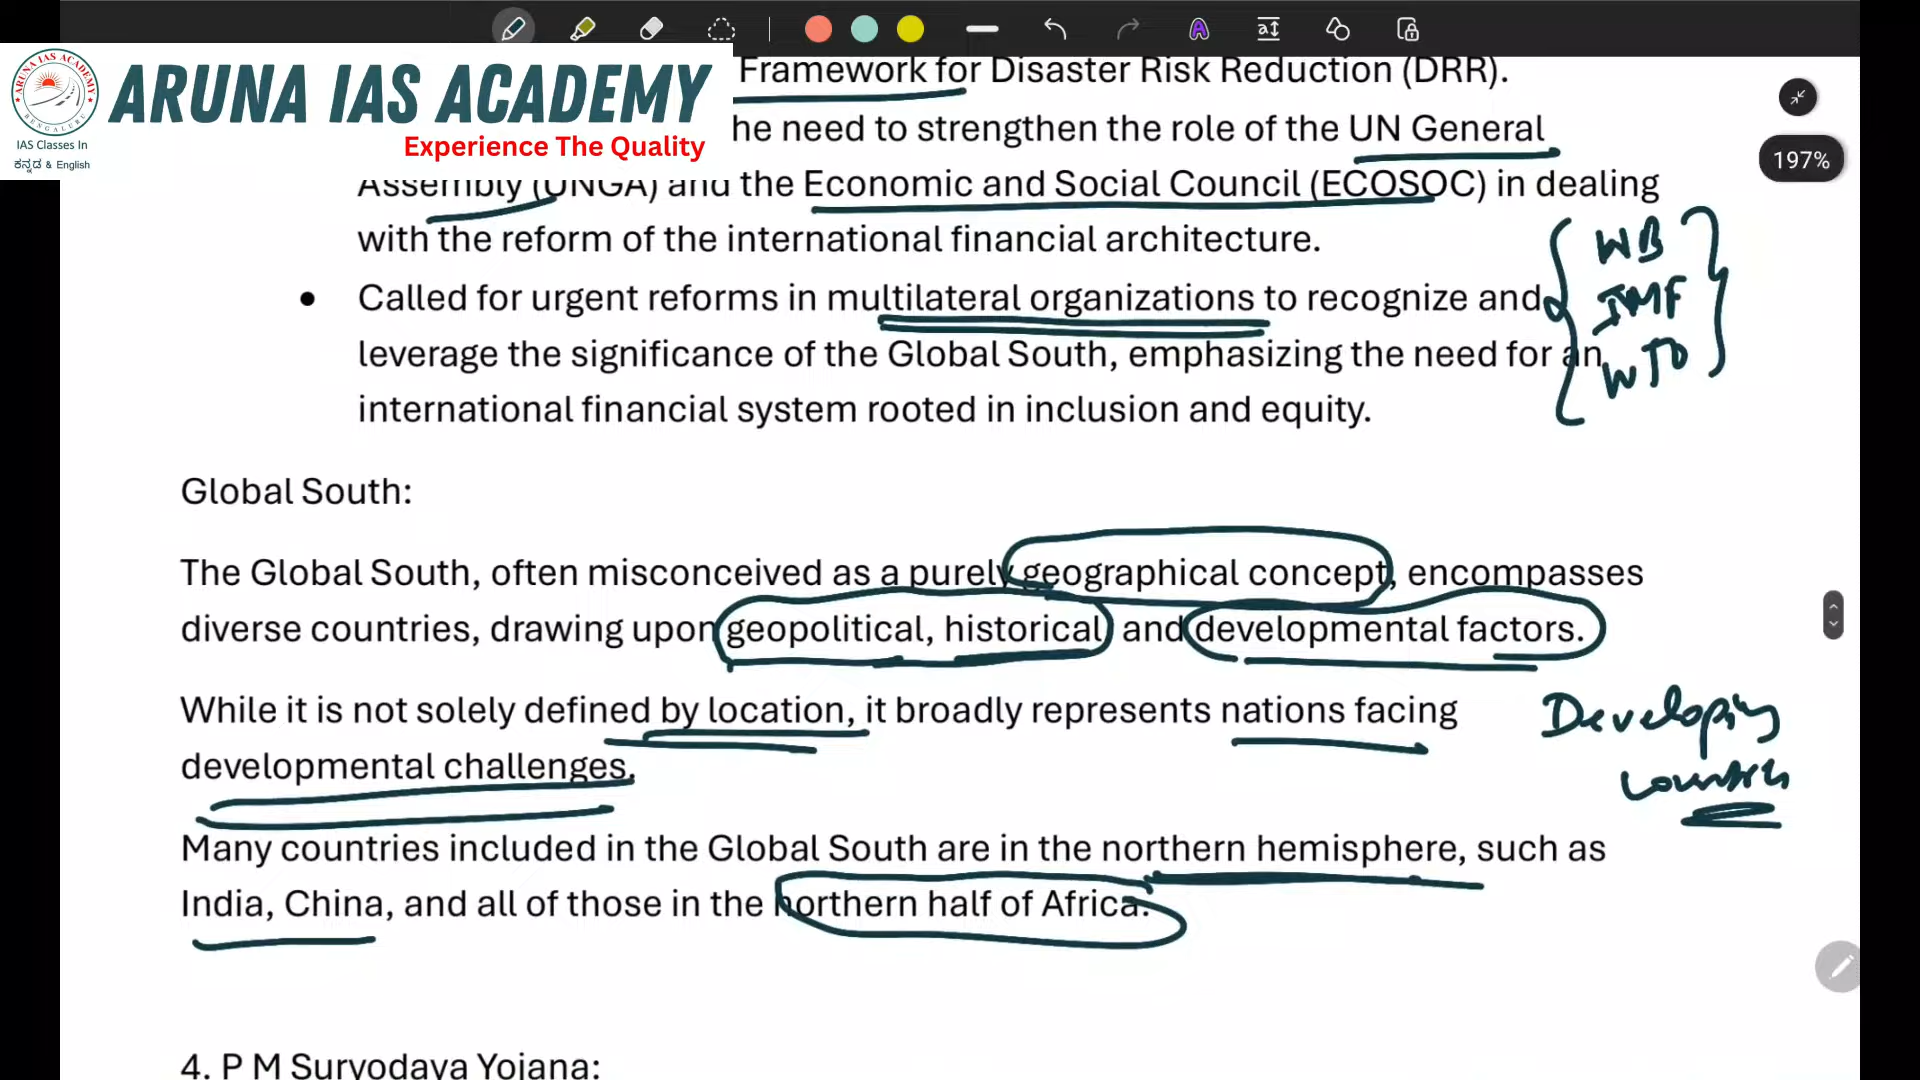 ARUNA IAS ACADEMY
BENGALURU
ARUNA IAS ACADEMY
Experience The Quality
IAS Classes In
ಕನ್ನಡ & English
197%
Framework for Disaster Risk Reduction (DRR).
he need to strengthen the role of the UN General
Assembly (UNGA) and the Economic and Social Council (ECOSOC) in dealing
with the reform of the international financial architecture.
• Called for urgent reforms in multilateral organizations to recognize and
leverage the significance of the Global South, emphasizing the need for an
international financial system rooted in inclusion and equity.
WB
IMF
WTO
Global South:
The Global South, often misconceived as a purely geographical concept, encompasses
diverse countries, drawing upon geopolitical, historical, and developmental factors.
While it is not solely defined by location, it broadly represents nations facing
developmental challenges.
Developing
countries
Many countries included in the Global South are in the northern hemisphere, such as
India, China, and all of those in the northern half of Africa.
4. P M Suryodaya Yojana: